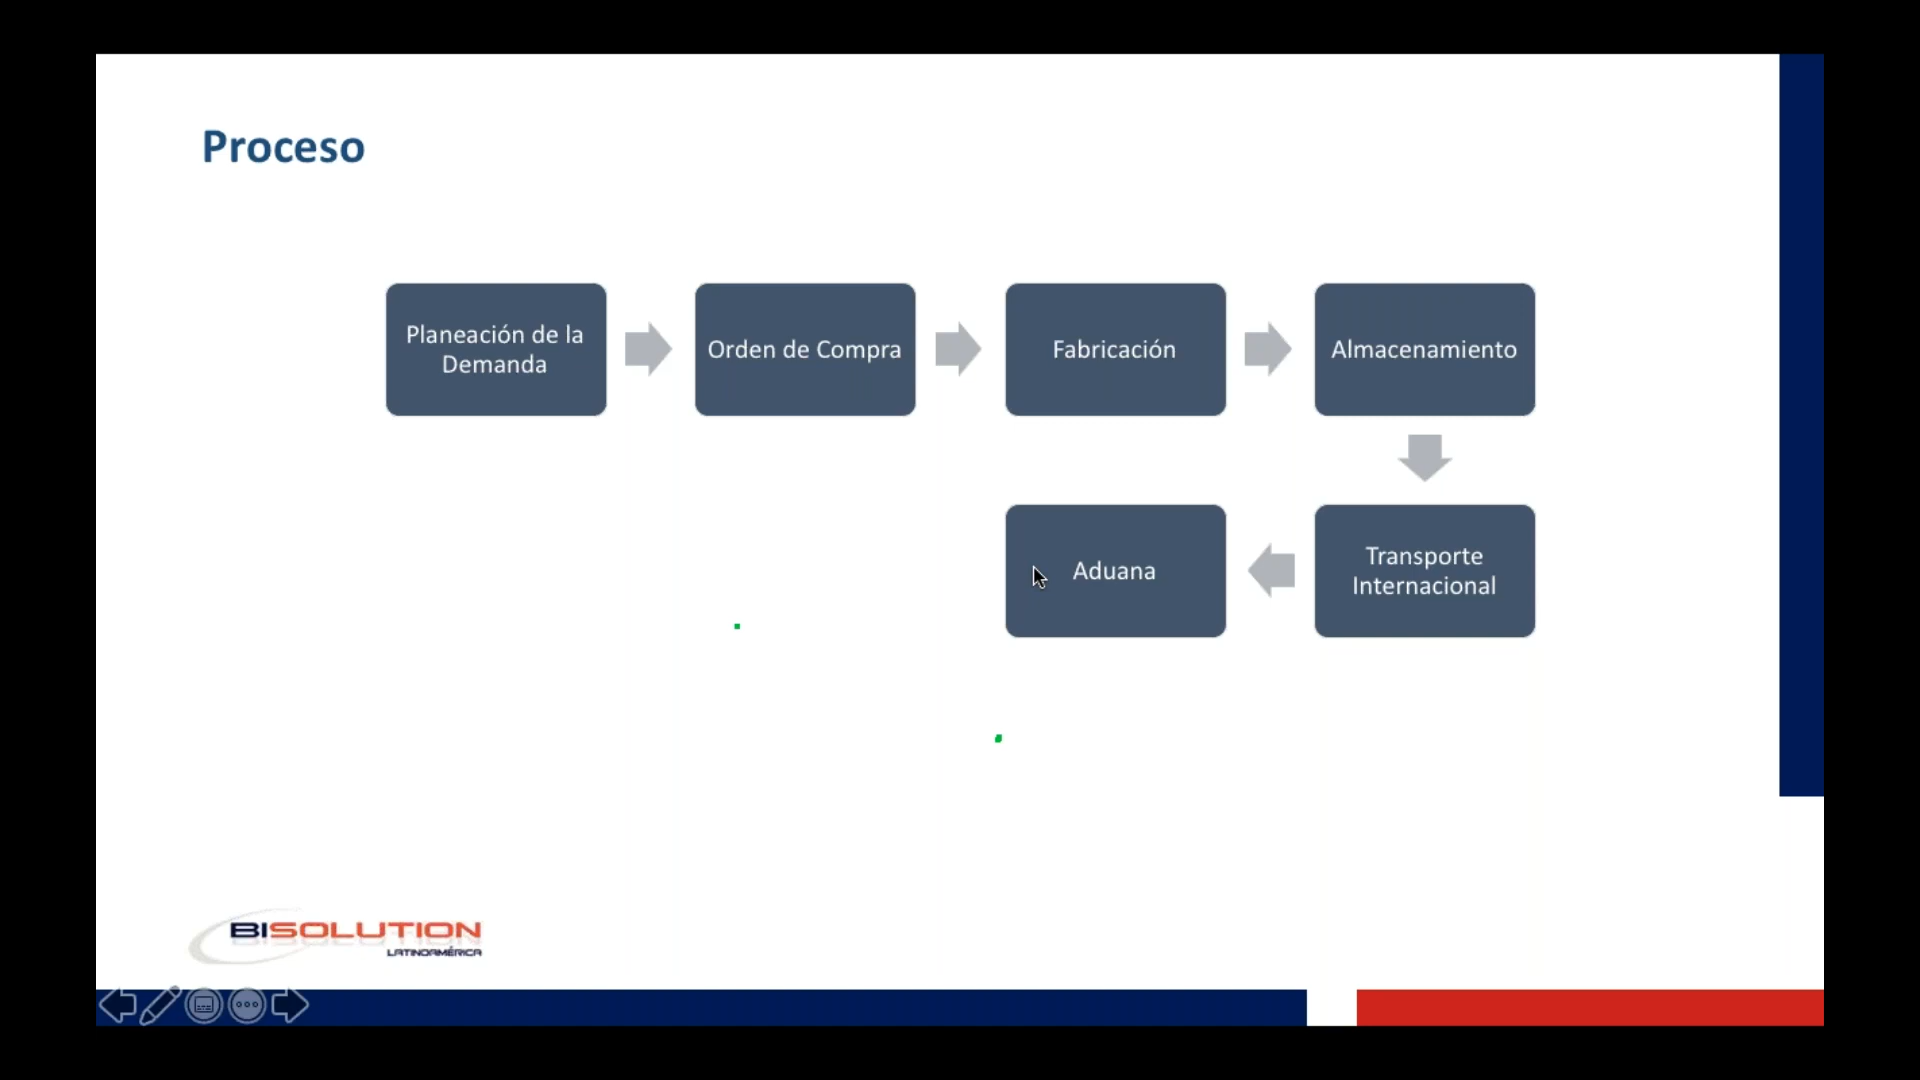 Proceso
Planeación de la
Demanda
Orden de Compra
Fabricación
Almacenamiento
Aduana
Transporte
Internacional
BISOLUTION
LATINOAMÉRICA